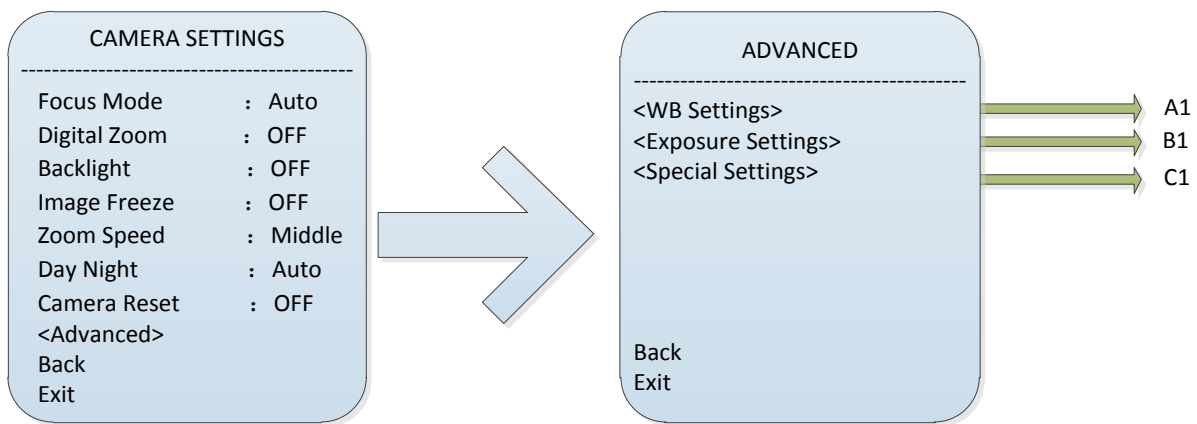 CAMERA SETTINGS
-------------------------------------------
Focus Mode ： Auto
Digital Zoom ： OFF
Backlight ： OFF
Image Freeze ： OFF
Zoom Speed ： Middle
Day Night ： Auto
Camera Reset ： OFF
<Advanced>
Back
Exit
ADVANCED
-------------------------------------------
<WB Settings>
<Exposure Settings>
<Special Settings>
Back
Exit
A1
B1
C1